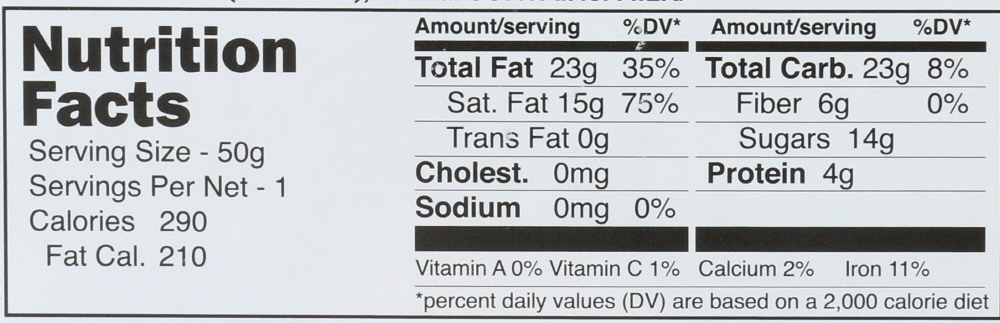 Nutrition
Facts
Serving Size - 50g
Servings Per Net - 1
Calories 290
Fat Cal. 210
Amount/serving %DV*
Total Fat 23g 35%
Sat. Fat 15g 75%
Trans Fat 0g
Cholest. 0mg
Sodium 0mg 0%
Amount/serving %DV*
Total Carb. 23g 8%
Fiber 6g 0%
Sugars 14g
Protein 4g
Vitamin A 0% Vitamin C 1% Calcium 2% Iron 11%
*percent daily values (DV) are based on a 2,000 calorie diet